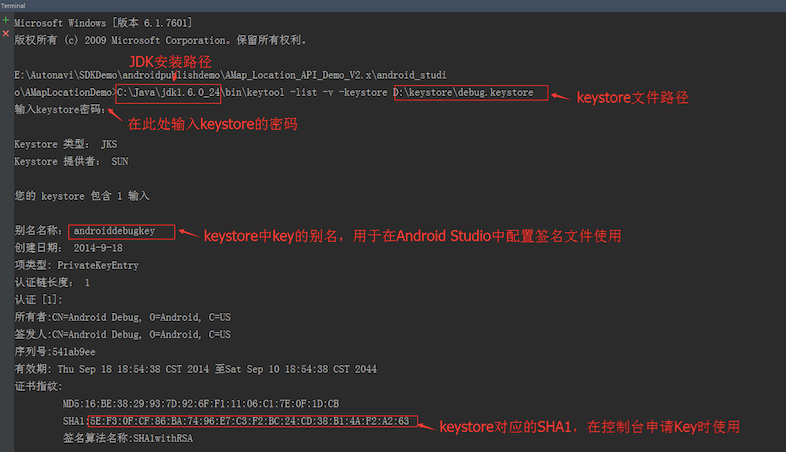 Terminal
Microsoft Windows [版本 6.1.7601]
版权所有 (c) 2009 Microsoft Corporation。保留所有权利。
JDK安装路径
E:\Autonavi\SDKDemo\androidpublishdemo\AMap_Location_API_Demo_V2.x\android_studi
o\AMapLocationDemo>C:\Java\jdk1.6.0_24\bin\keytool -list -v -keystore D:\keystore\debug.keystore
keystore文件路径
输入keystore密码：
在此处输入keystore的密码
Keystore 类型： JKS
Keystore 提供者： SUN
您的 keystore 包含 1 输入
别名名称： androiddebugkey
keystore中key的别名，用于在Android Studio中配置签名文件使用
创建日期： 2014-9-18
项类型: PrivateKeyEntry
认证链长度： 1
认证 [1]:
所有者:CN=Android Debug, O=Android, C=US
签发人:CN=Android Debug, O=Android, C=US
序列号:541ab9ee
有效期: Thu Sep 18 18:54:38 CST 2014 至Sat Sep 10 18:54:38 CST 2044
证书指纹:
MD5:16:BE:38:29:93:7D:92:6F:F1:11:06:C1:7E:0F:1D:CB
SHA1:5E:F3:0F:CF:86:BA:74:96:E7:C3:F2:BC:24:CD:38:B1:4A:F2:A2:63
keystore对应的SHA1，在控制台申请Key时使用
签名算法名称:SHA1withRSA